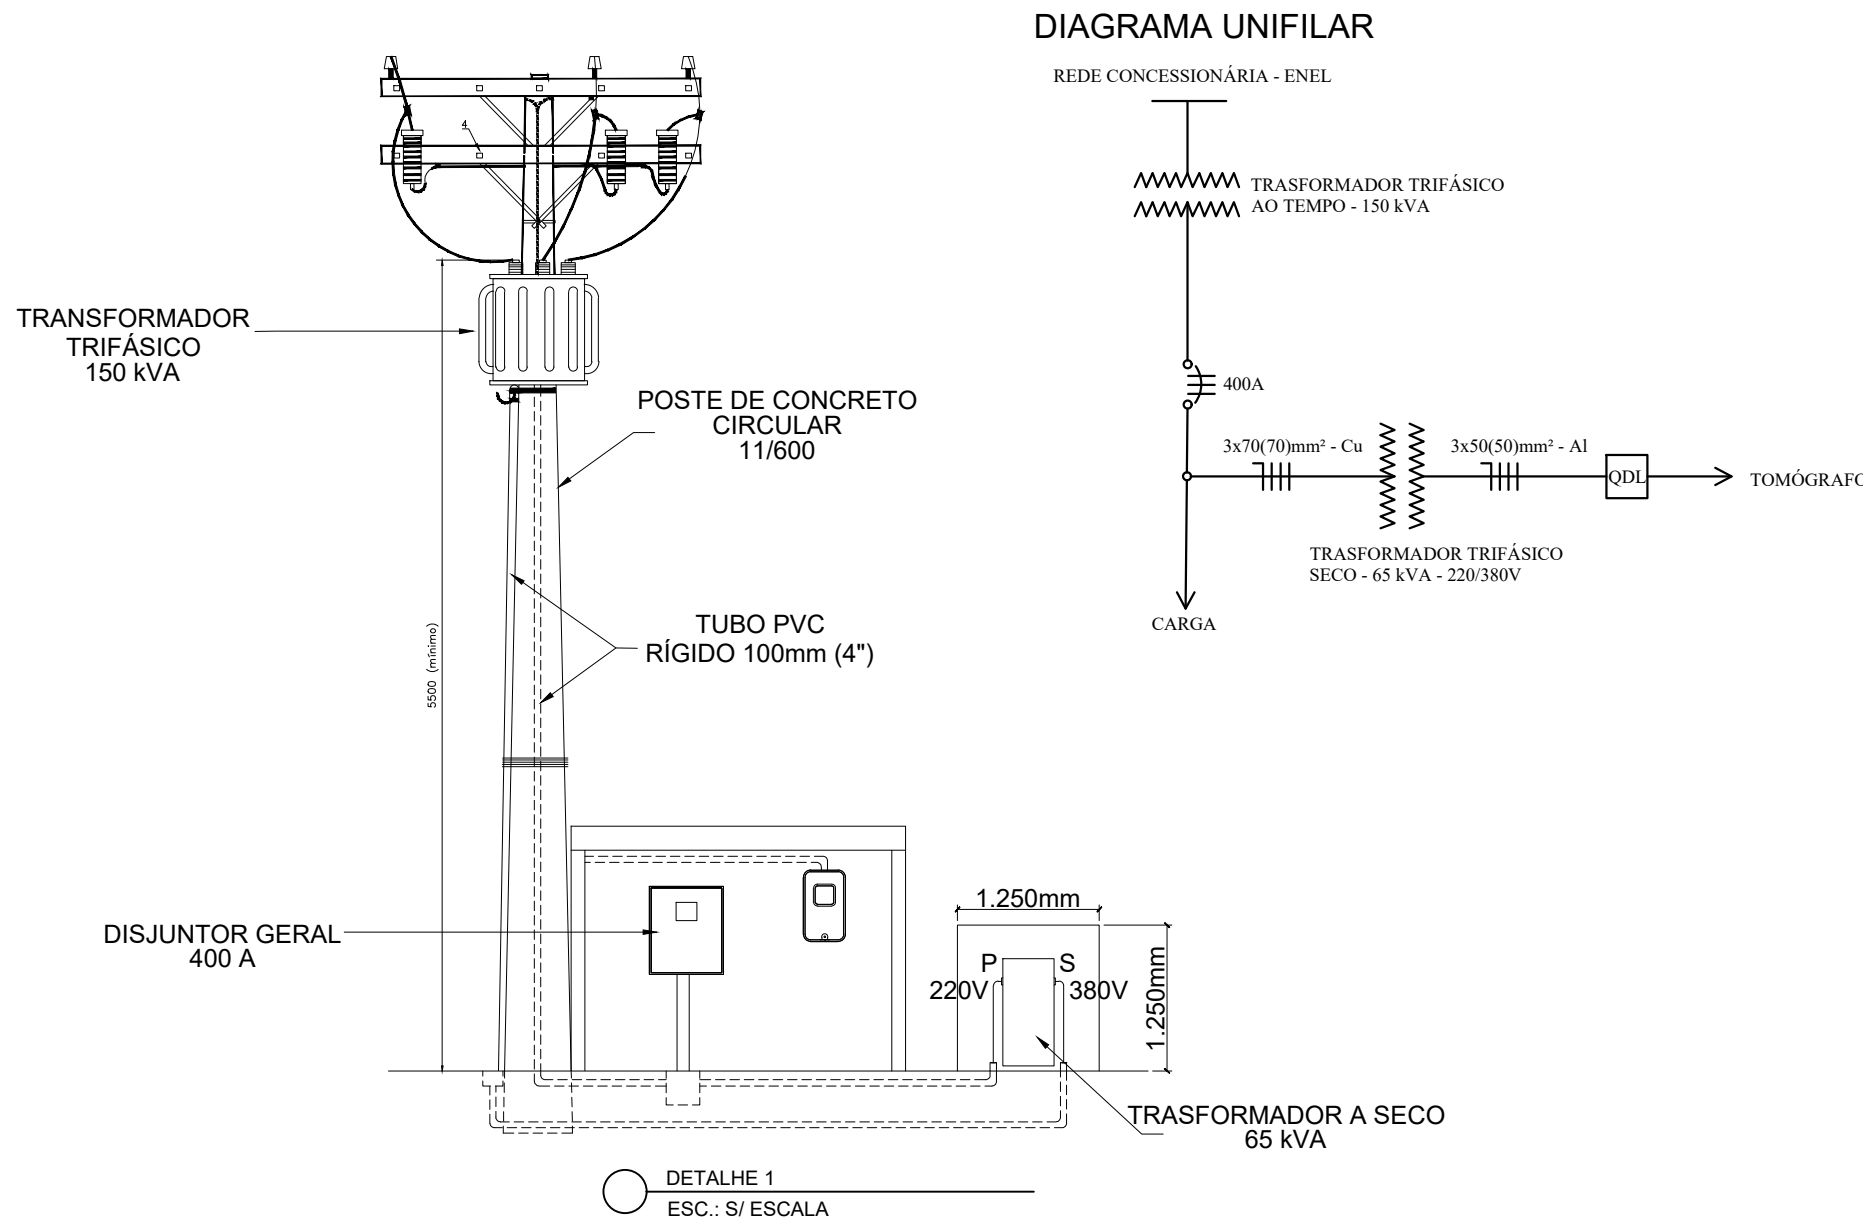 DIAGRAMA UNIFILAR
REDE CONCESSIONÁRIA - ENEL
TRASFORMADOR TRIFÁSICO
AO TEMPO - 150 kVA
400A
3x70(70)mm² - Cu
3x50(50)mm² - Al
QDL
TOMÓGRAFO
TRASFORMADOR TRIFÁSICO
SECO - 65 kVA - 220/380V
CARGA
4
TRANSFORMADOR
TRIFÁSICO
150 kVA
POSTE DE CONCRETO
CIRCULAR
11/600
TUBO PVC
RÍGIDO 100mm (4")
5500 (mínimo)
DISJUNTOR GERAL
400 A
1.250mm
1.250mm
P
S
220V
380V
TRASFORMADOR A SECO
65 kVA
DETALHE 1
ESC.: S/ ESCALA